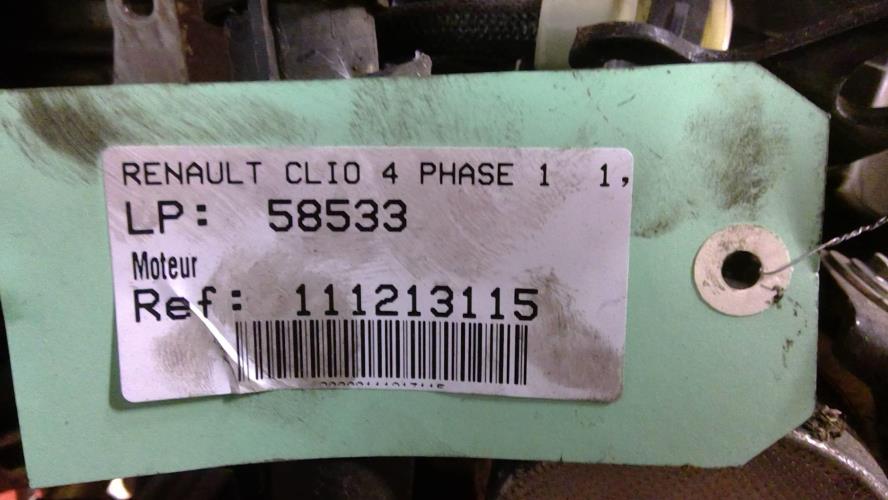 RENAULT CLIO 4 PHASE 1 1,
LP: 58533
Moteur
Ref: 111213115